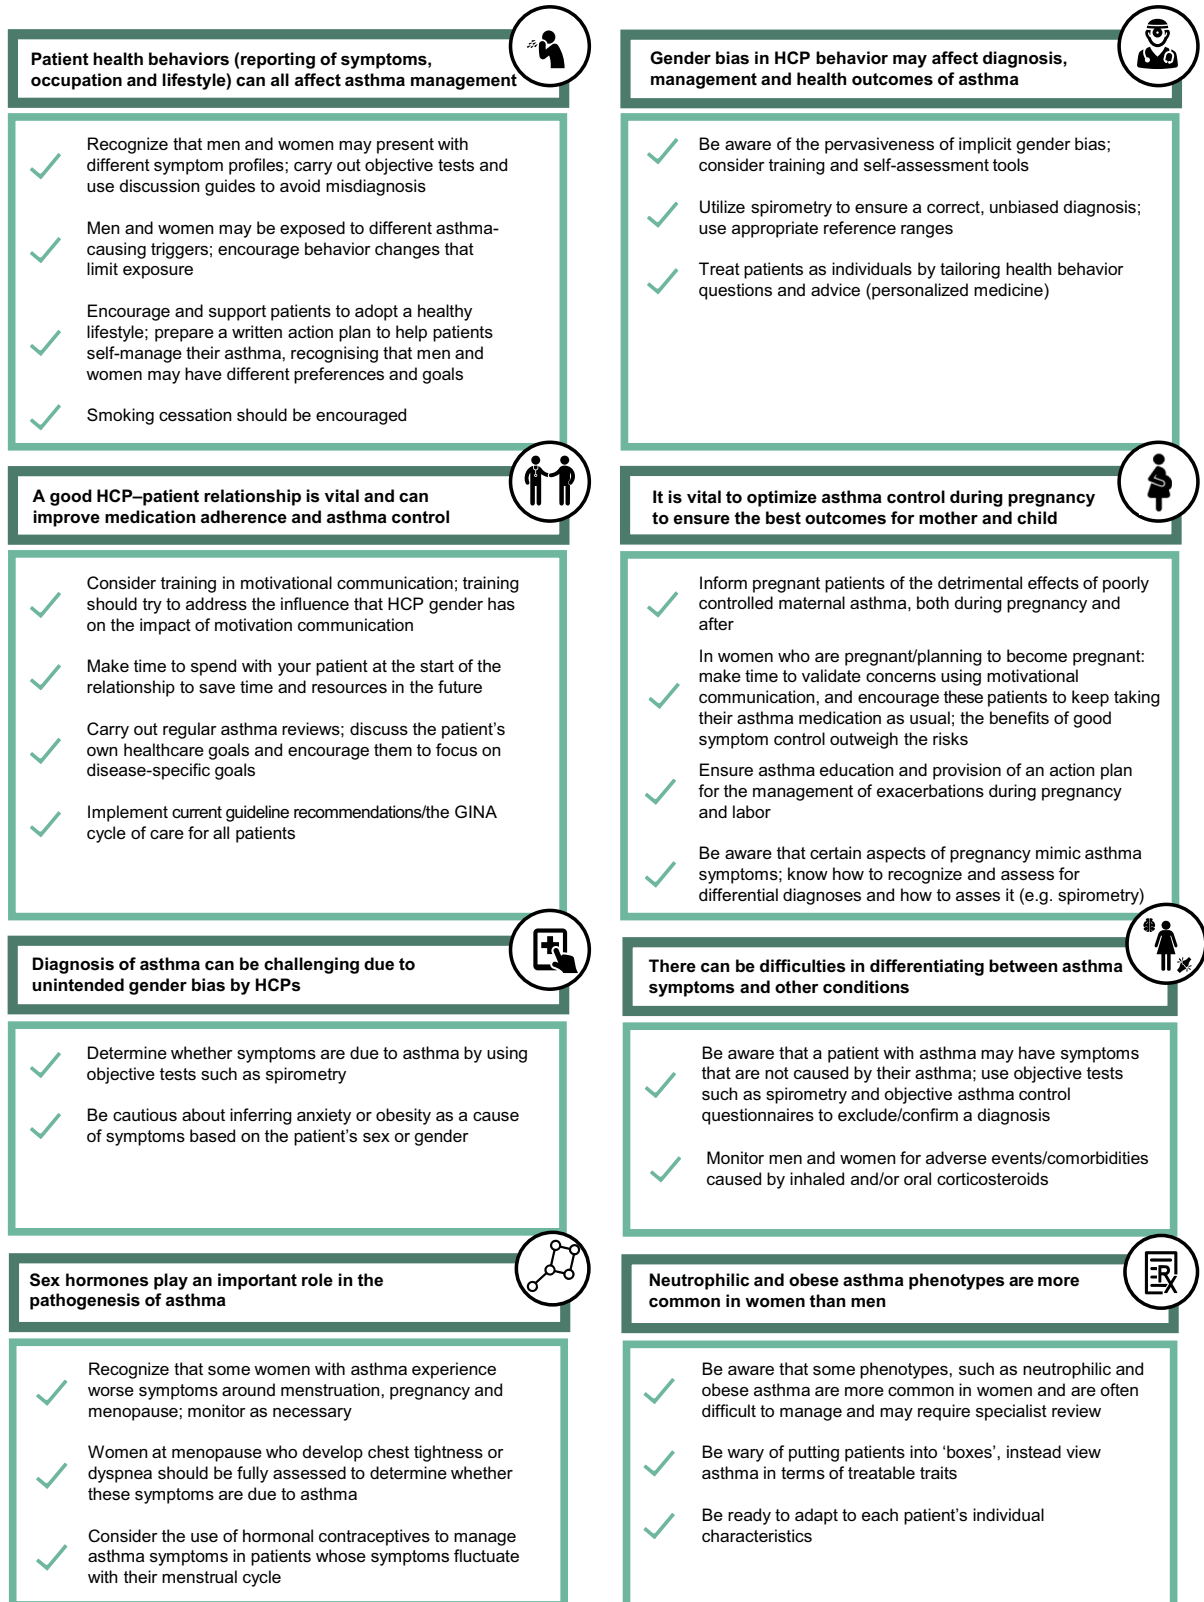 Patient health behaviors (reporting of symptoms,
occupation and lifestyle) can all affect asthma management
Recognize that men and women may present with
different symptom profiles; carry out objective tests and
use discussion guides to avoid misdiagnosis
Men and women may be exposed to different asthma-
causing triggers; encourage behavior changes that
limit exposure
Encourage and support patients to adopt a healthy
lifestyle; prepare a written action plan to help patients
self-manage their asthma, recognising that men and
women may have different preferences and goals
Smoking cessation should be encouraged
Gender bias in HCP behavior may affect diagnosis,
management and health outcomes of asthma
Be aware of the pervasiveness of implicit gender bias;
consider training and self-assessment tools
Utilize spirometry to ensure a correct, unbiased diagnosis;
use appropriate reference ranges
Treat patients as individuals by tailoring health behavior
questions and advice (personalized medicine)
A good HCP–patient relationship is vital and can
improve medication adherence and asthma control
Consider training in motivational communication; training
should try to address the influence that HCP gender has
on the impact of motivation communication
Make time to spend with your patient at the start of the
relationship to save time and resources in the future
Carry out regular asthma reviews; discuss the patient’s
own healthcare goals and encourage them to focus on
disease-specific goals
Implement current guideline recommendations/the GINA
cycle of care for all patients
It is vital to optimize asthma control during pregnancy
to ensure the best outcomes for mother and child
Inform pregnant patients of the detrimental effects of poorly
controlled maternal asthma, both during pregnancy and
after
In women who are pregnant/planning to become pregnant:
make time to validate concerns using motivational
communication, and encourage these patients to keep taking
their asthma medication as usual; the benefits of good
symptom control outweigh the risks
Ensure asthma education and provision of an action plan
for the management of exacerbations during pregnancy
and labor
Be aware that certain aspects of pregnancy mimic asthma
symptoms; know how to recognize and assess for
differential diagnoses and how to asses it (e.g. spirometry)
Diagnosis of asthma can be challenging due to
unintended gender bias by HCPs
Determine whether symptoms are due to asthma by using
objective tests such as spirometry
Be cautious about inferring anxiety or obesity as a cause
of symptoms based on the patient’s sex or gender
There can be difficulties in differentiating between asthma
symptoms and other conditions
Be aware that a patient with asthma may have symptoms
that are not caused by their asthma; use objective tests
such as spirometry and objective asthma control
questionnaires to exclude/confirm a diagnosis
Monitor men and women for adverse events/comorbidities
caused by inhaled and/or oral corticosteroids
Sex hormones play an important role in the
pathogenesis of asthma
Recognize that some women with asthma experience
worse symptoms around menstruation, pregnancy and
menopause; monitor as necessary
Women at menopause who develop chest tightness or
dyspnea should be fully assessed to determine whether
these symptoms are due to asthma
Consider the use of hormonal contraceptives to manage
asthma symptoms in patients whose symptoms fluctuate
with their menstrual cycle
Neutrophilic and obese asthma phenotypes are more
common in women than men
Rx
Be aware that some phenotypes, such as neutrophilic and
obese asthma are more common in women and are often
difficult to manage and may require specialist review
Be wary of putting patients into ‘boxes’, instead view
asthma in terms of treatable traits
Be ready to adapt to each patient’s individual
characteristics